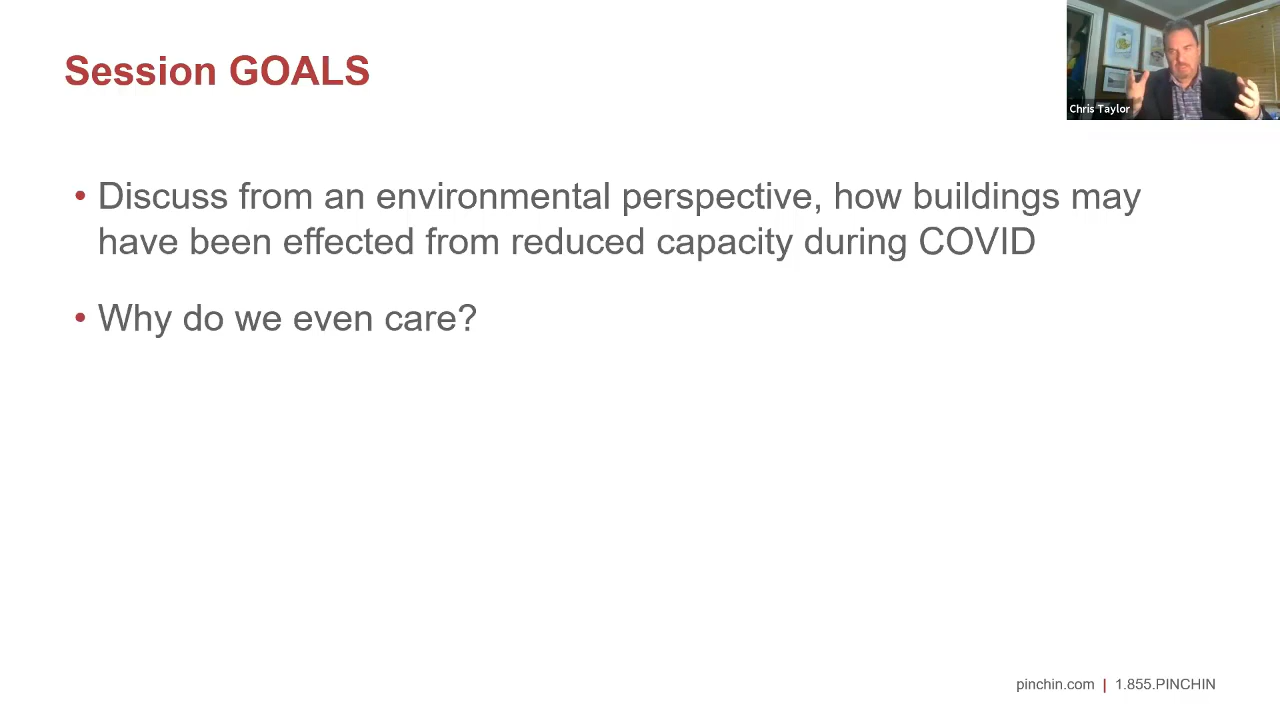 Session GOALS
Chris Taylor
• Discuss from an environmental perspective, how buildings may
have been effected from reduced capacity during COVID
• Why do we even care?
pinchin.com | 1.855.PINCHIN